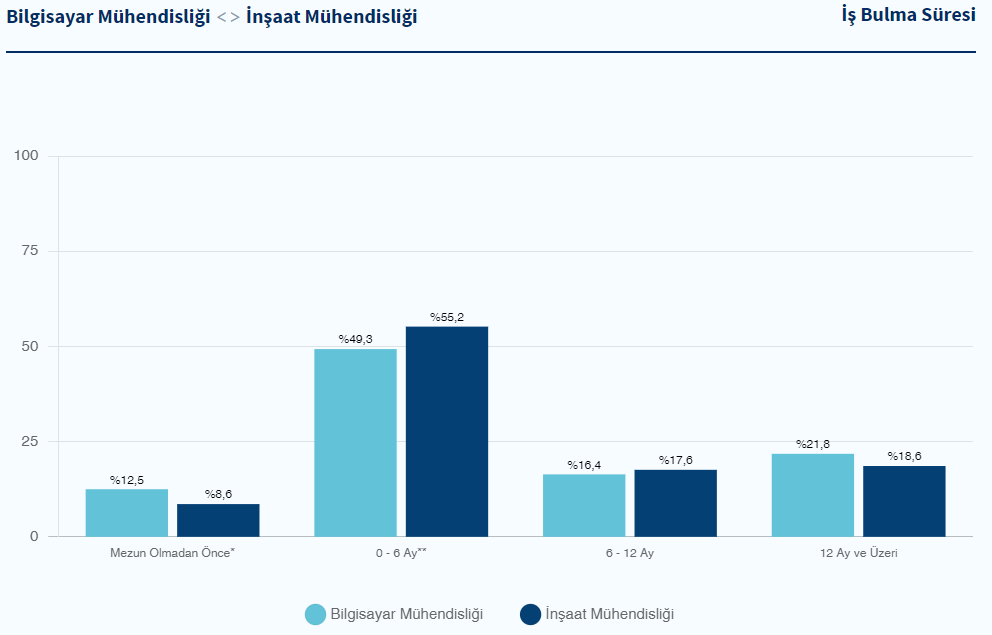 Bilgisayar Mühendisliği <> İnşaat Mühendisliği
İş Bulma Süresi
100
75
50
25
0
%12,5
%8,6
%49,3
%55,2
%16,4
%17,6
%21,8
%18,6
Mezun Olmadan Önce*
0 - 6 Ay**
6 - 12 Ay
12 Ay ve Üzeri
Bilgisayar Mühendisliği
İnşaat Mühendisliği